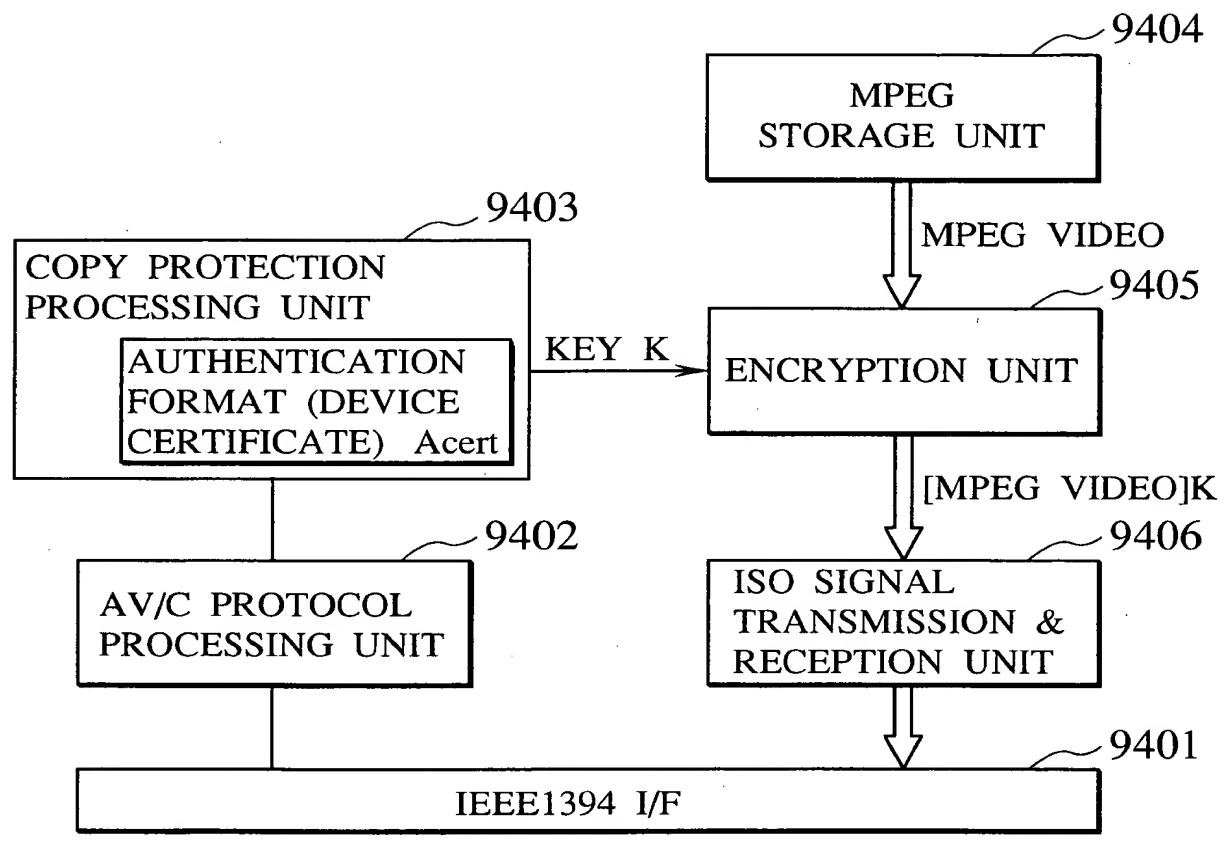 9404
MPEG
STORAGE UNIT
9403
MPEG VIDEO
COPY PROTECTION
PROCESSING UNIT
9405
AUTHENTICATION
FORMAT (DEVICE
CERTIFICATE) Acert
KEY K
ENCRYPTION UNIT
[MPEG VIDEO]K
9402
9406
AV/C PROTOCOL
PROCESSING UNIT
ISO SIGNAL
TRANSMISSION &
RECEPTION UNIT
9401
IEEE1394 I/F